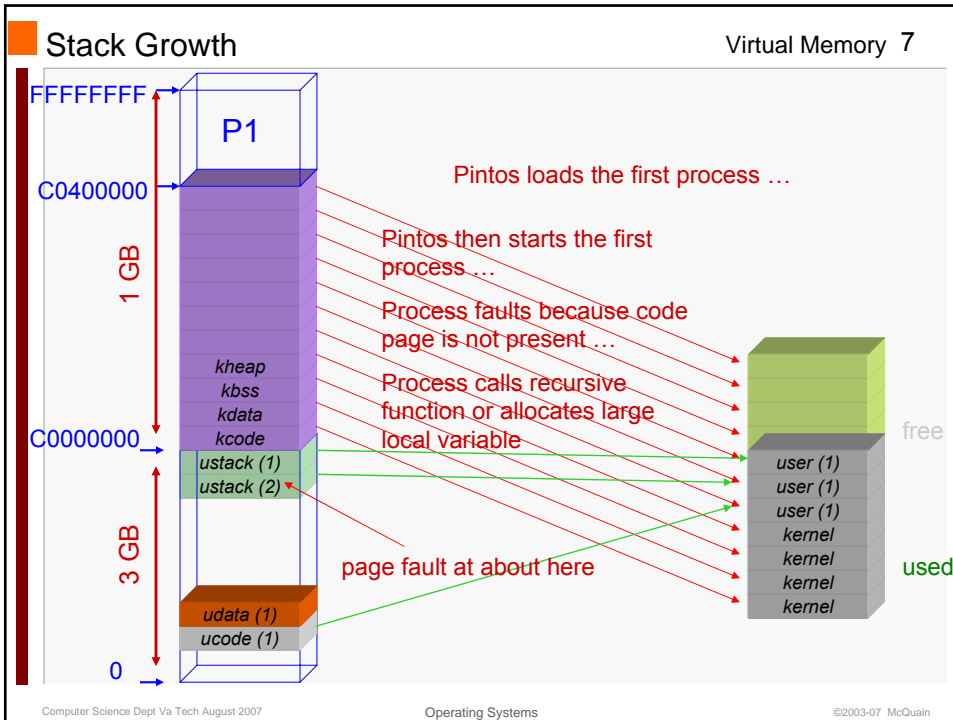 Stack Growth
Virtual Memory 7
FFFFFFFF
P1
C0400000
Pintos loads the first process …
Pintos then starts the first
process …
1 GB
Process faults because code
page is not present …
kheap
kbss
kdata
kcode
Process calls recursive
function or allocates large
local variable
C0000000
free
ustack (1)
ustack (2)
user (1)
user (1)
user (1)
kernel
kernel
kernel
kernel
3 GB
page fault at about here
used
udata (1)
ucode (1)
0
Computer Science Dept Va Tech August 2007
Operating Systems
©2003-07 McQuain